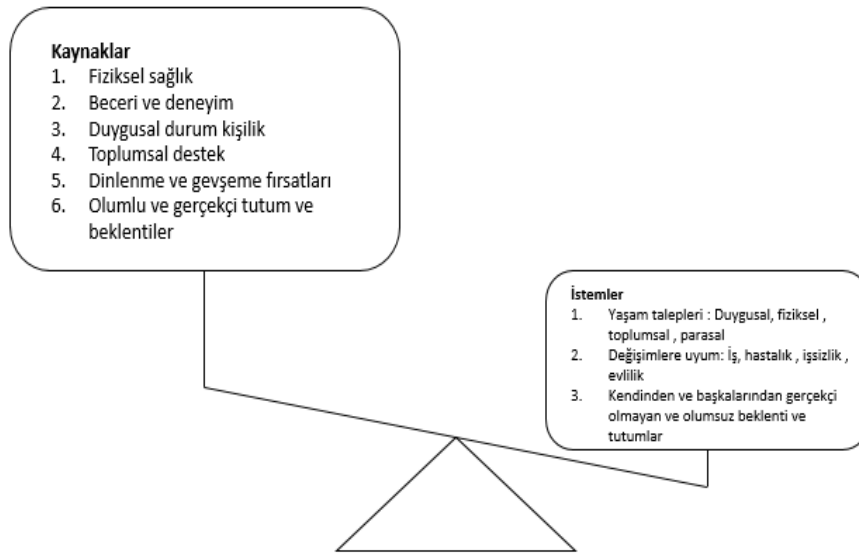 Kaynaklar
1. Fiziksel sağlık
2. Beceri ve deneyim
3. Duygusal durum kişilik
4. Toplumsal destek
5. Dinlenme ve gevşeme fırsatları
6. Olumlu ve gerçekçi tutum ve
beklentiler
İstemler
1. Yaşam talepleri : Duygusal, fiziksel ,
toplumsal , parasal
2. Değişimlere uyum: İş, hastalık , işsizlik ,
evlilik
3. Kendinden ve başkalarından gerçekçi
olmayan ve olumsuz beklenti ve
tutumlar